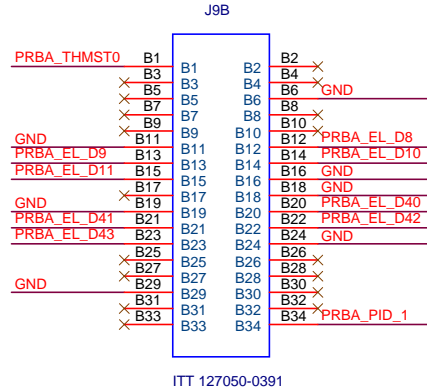 J9B
PRBA_THMST0 B1 B1 B2 B2
B3 B3 B4 B4
B5 B5 B6 B6 GND
B7 B7 B8 B8
B9 B9 B10 B10
GND B11 B11 B12 B12 PRBA_EL_D8
PRBA_EL_D9 B13 B13 B14 B14 PRBA_EL_D10
PRBA_EL_D11 B15 B15 B16 B16 GND
B17 B17 B18 B18 GND
GND B19 B19 B20 B20 PRBA_EL_D40
PRBA_EL_D41 B21 B21 B22 B22 PRBA_EL_D42
PRBA_EL_D43 B23 B23 B24 B24 GND
B25 B25 B26 B26
B27 B27 B28 B28
GND B29 B29 B30 B30
B31 B31 B32 B32
B33 B33 B34 B34 PRBA_PID_1
ITT 127050-0391